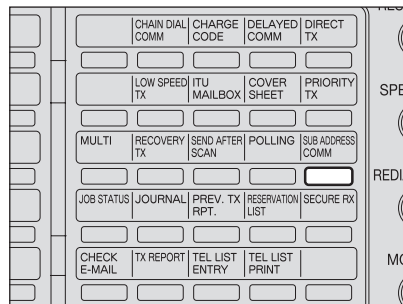 CHAIN DIAL CHARGE DELAYED DIRECT
COMM CODE COMM TX
LOW SPEED ITU COVER PRIORITY
TX MAILBOX SHEET TX
MULTI RECOVERY SEND AFTER POLLING SUB ADDRESS
TX SCAN COMM
JOB STATUS JOURNAL PREV. TX RESERVATION SECURE RX
RPT. LIST
CHECK TX REPORT TEL LIST TEL LIST
E-MAIL ENTRY PRINT
SPE
REDI
MO